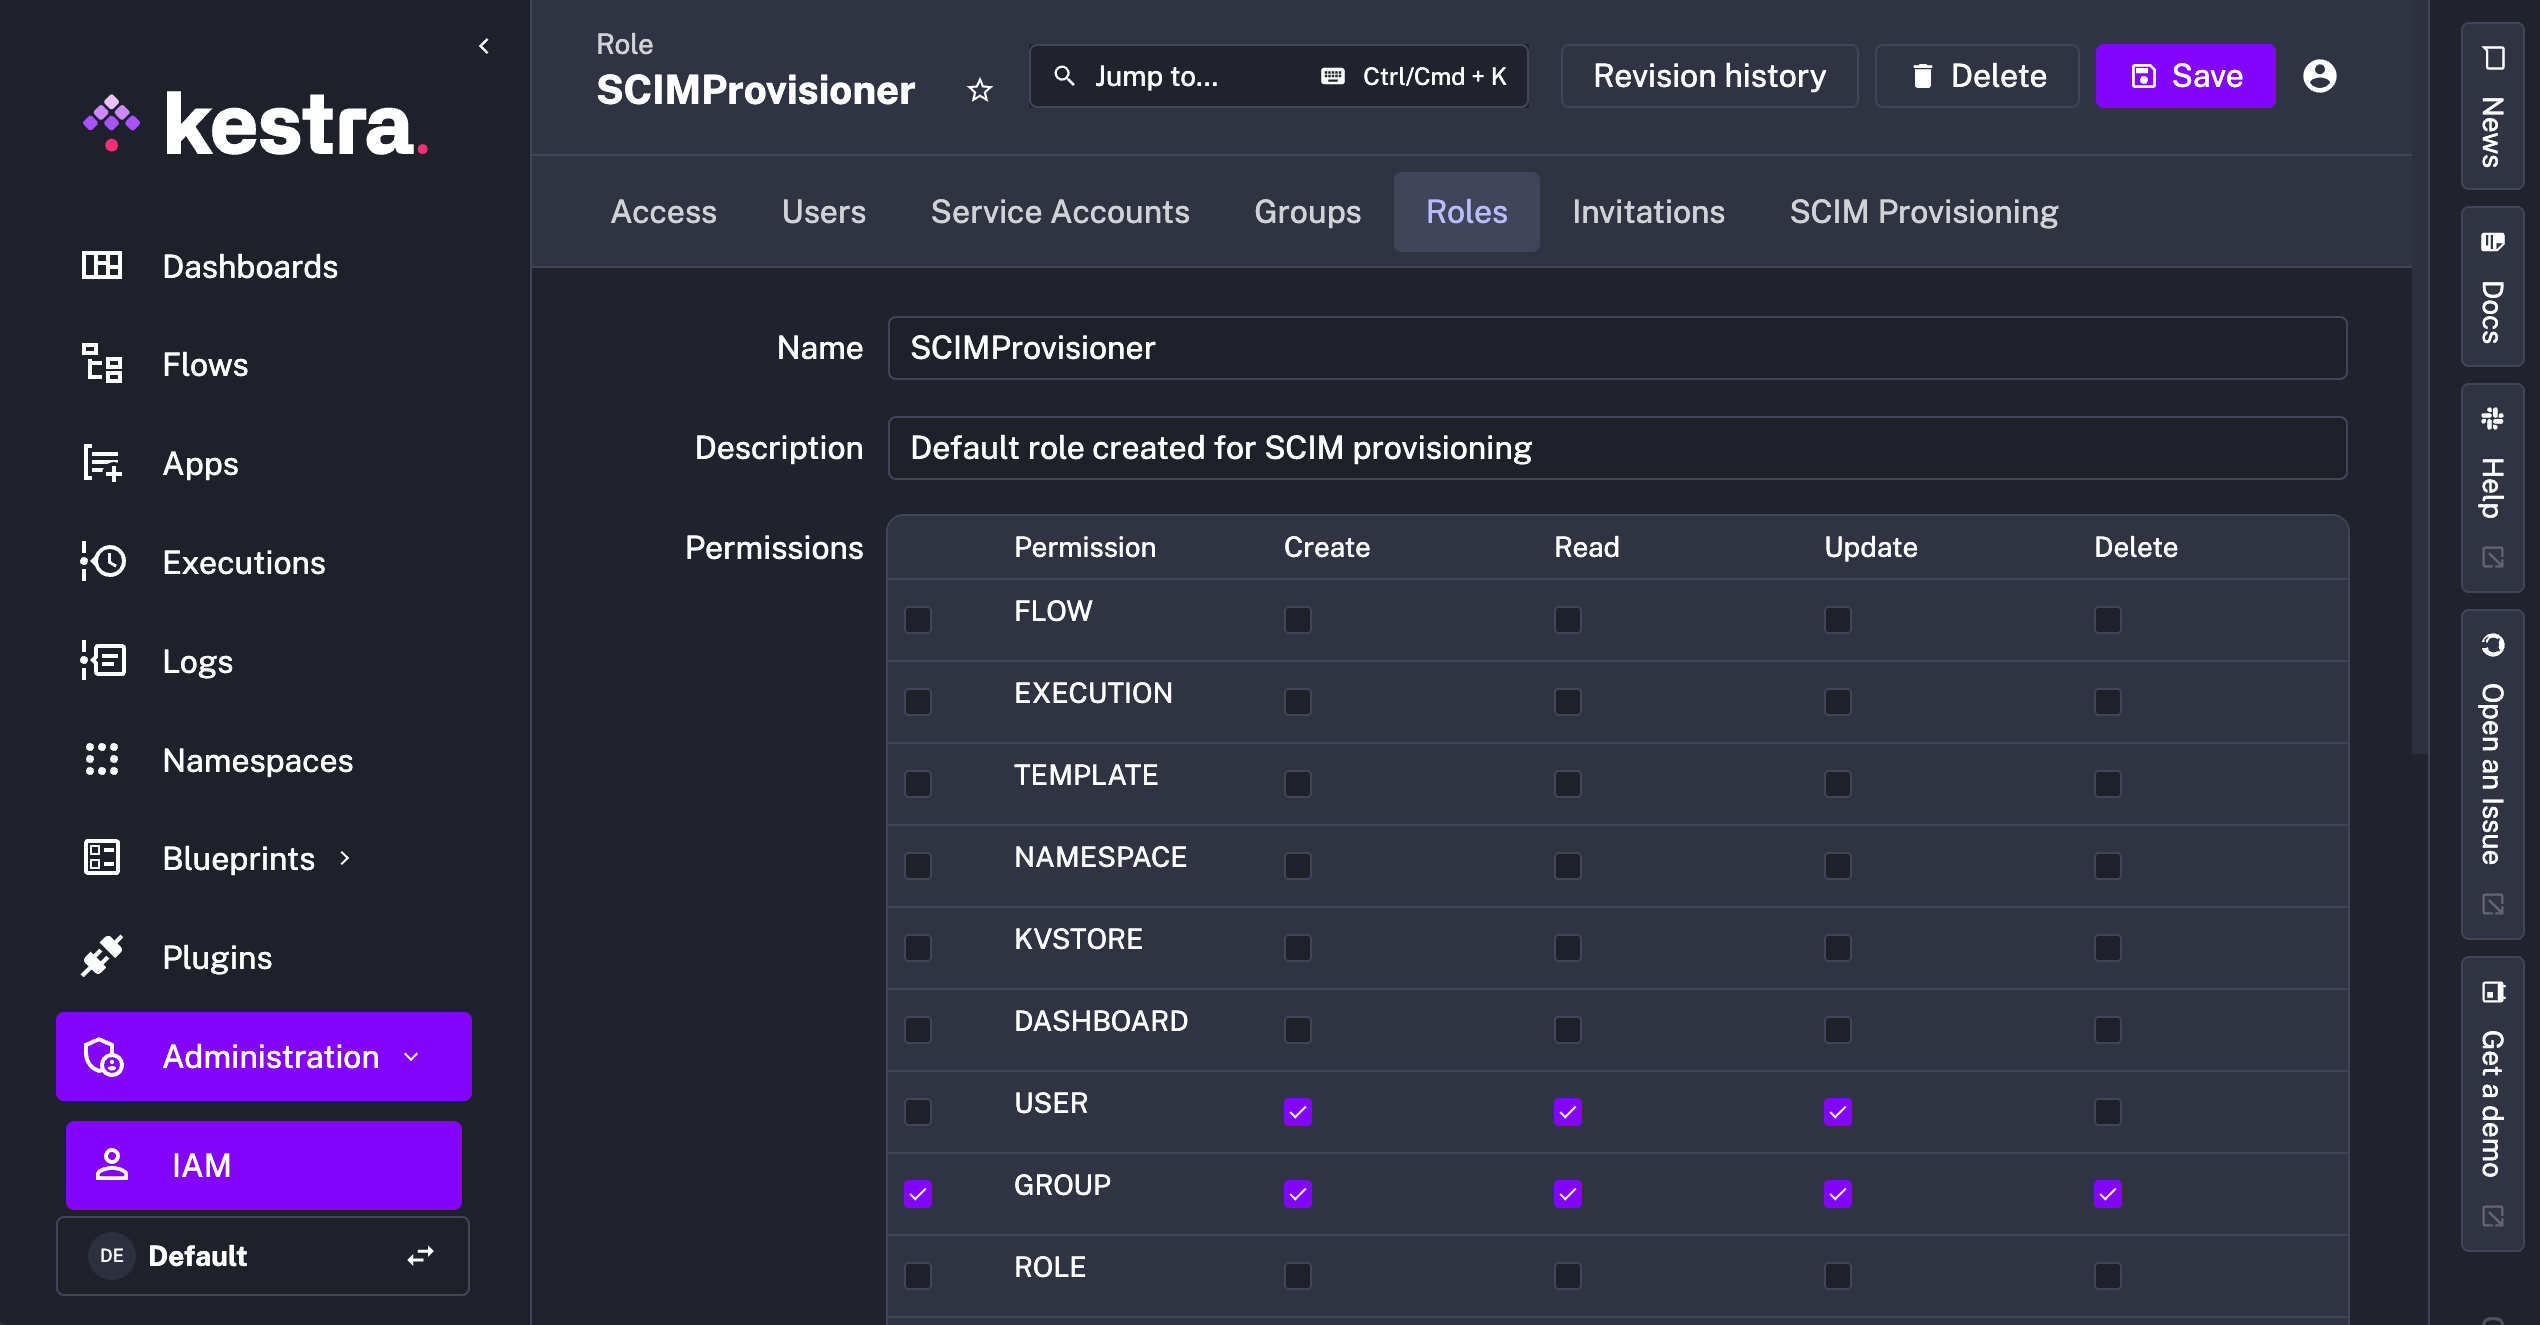 kestra.
Dashboards
Flows
Apps
Executions
Logs
Namespaces
Blueprints
Plugins
Administration
IAM
DE Default
Role
SCIMProvisioner
Jump to... Ctrl/Cmd + K
Revision history
Delete
Save
Access Users Service Accounts Groups Roles Invitations SCIM Provisioning
Name SCIMProvisioner
Description Default role created for SCIM provisioning
Permissions
Permission Create Read Update Delete
FLOW
EXECUTION
TEMPLATE
NAMESPACE
KVSTORE
DASHBOARD
USER
GROUP
ROLE
News
Docs
Help
Open an Issue
Get a demo